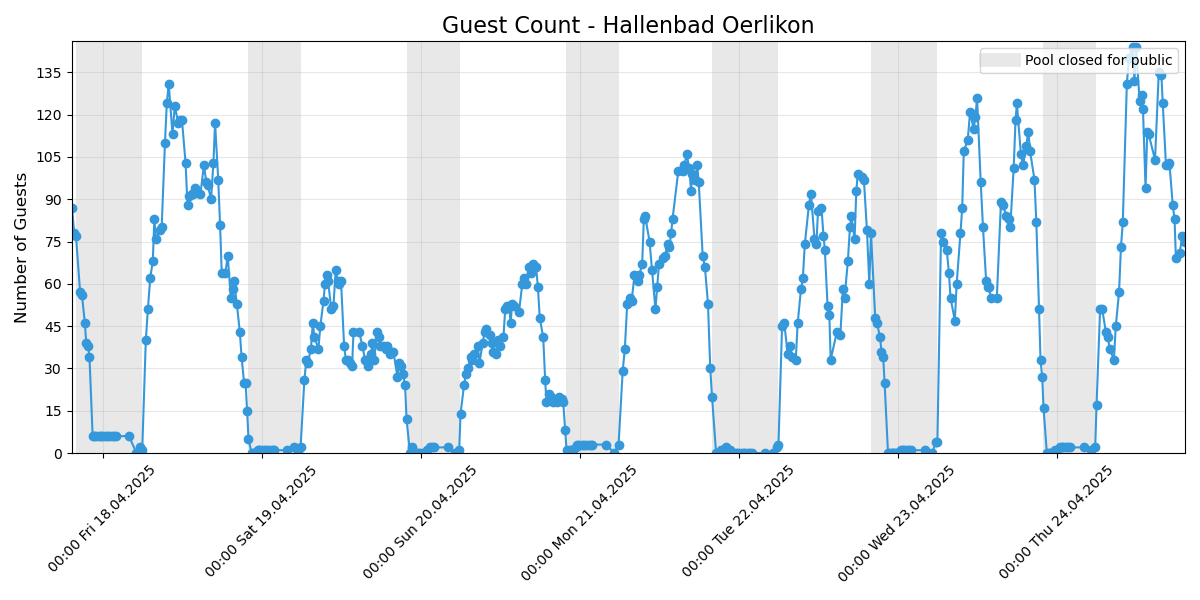 Guest Count - Hallenbad Oerlikon
Pool closed for public
Number of Guests
135
120
105
90
75
60
45
30
15
0
00:00 Fri 18.04.2025
00:00 Sat 19.04.2025
00:00 Sun 20.04.2025
00:00 Mon 21.04.2025
00:00 Tue 22.04.2025
00:00 Wed 23.04.2025
00:00 Thu 24.04.2025